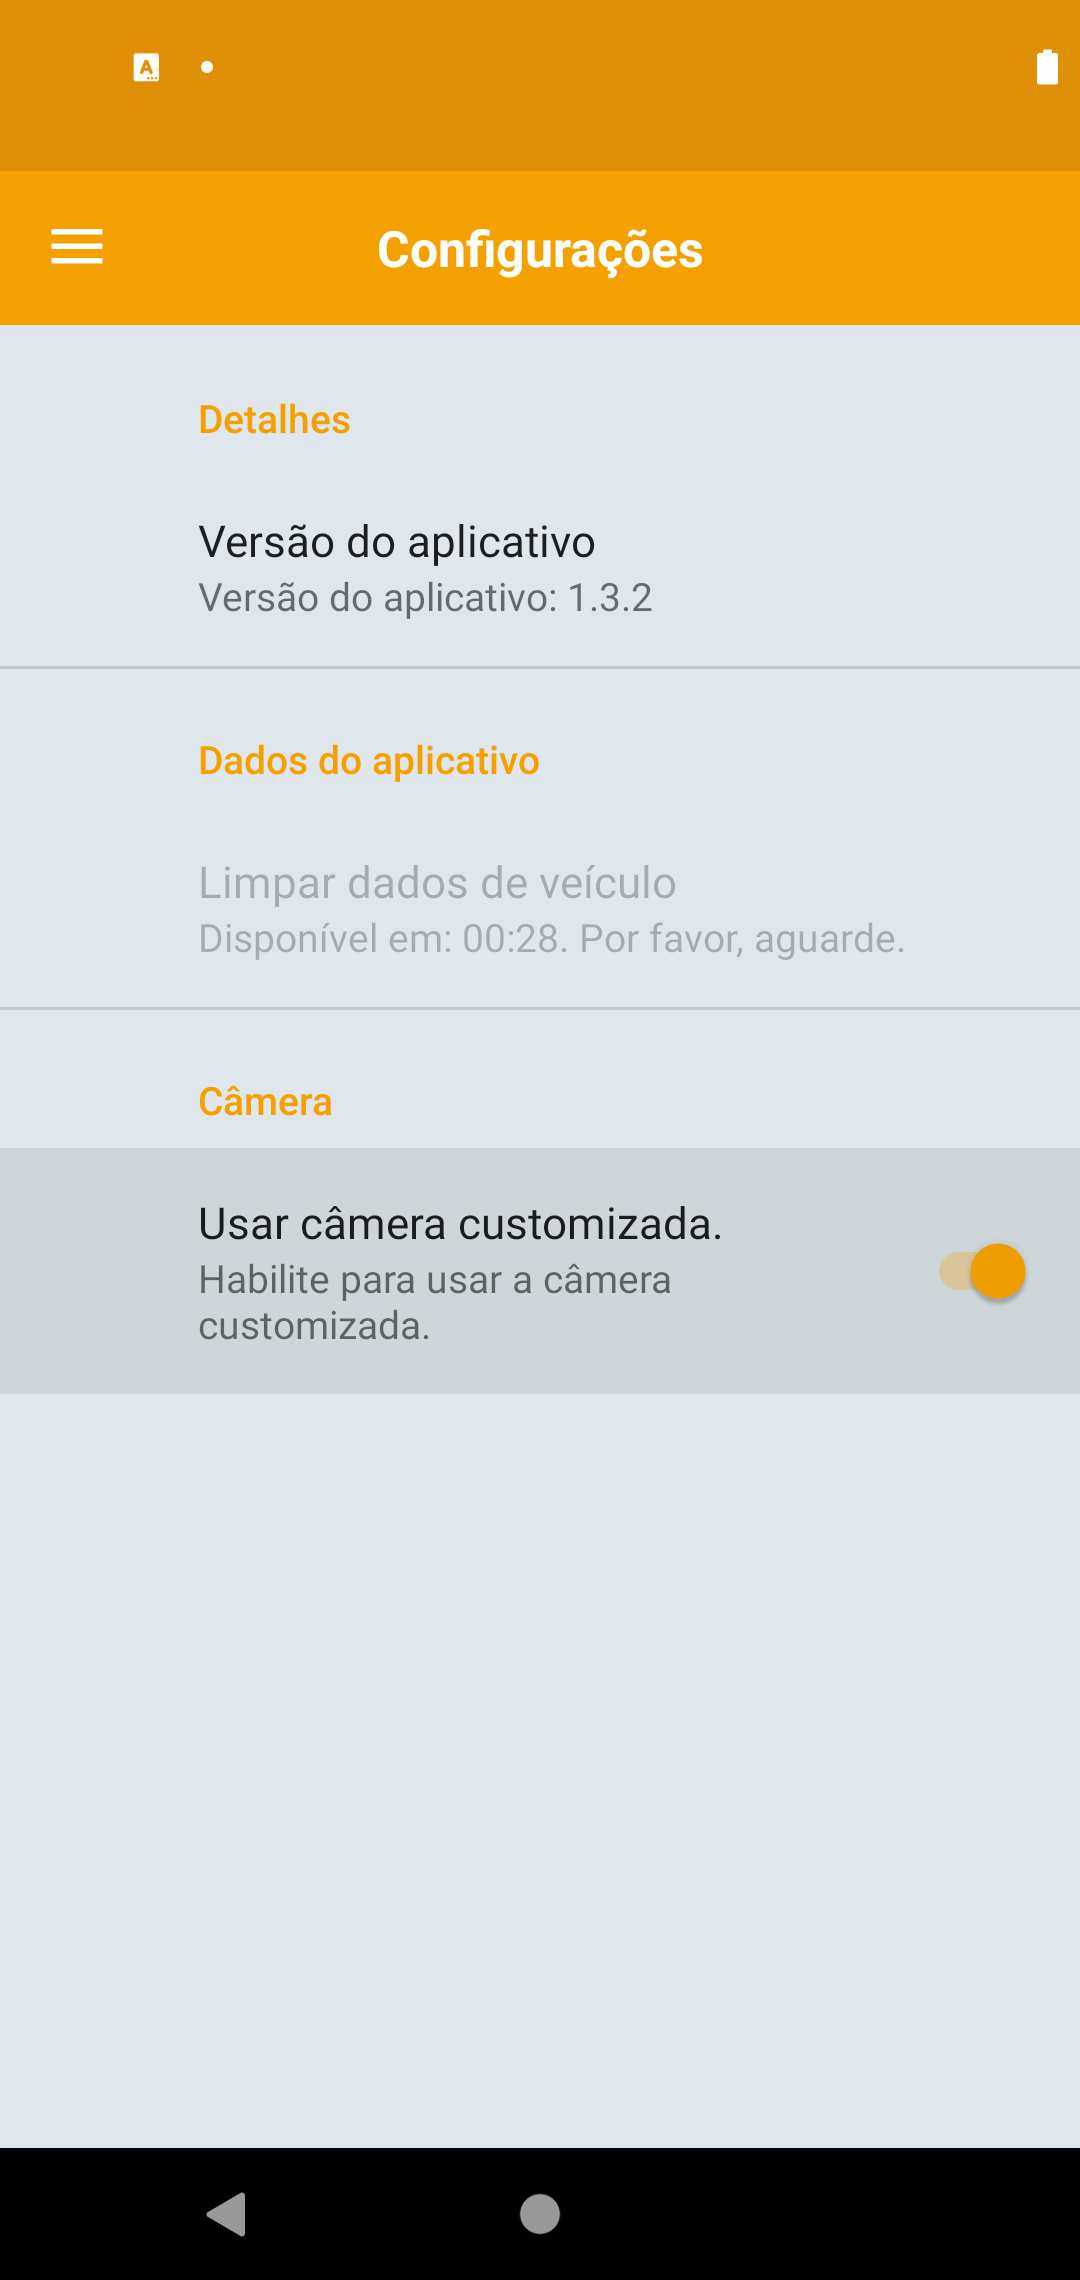 Configurações
Detalhes
Versão do aplicativo
Versão do aplicativo: 1.3.2
Dados do aplicativo
Limpar dados de veículo
Disponível em: 00:28. Por favor, aguarde.
Câmera
Usar câmera customizada.
Habilite para usar a câmera
customizada.